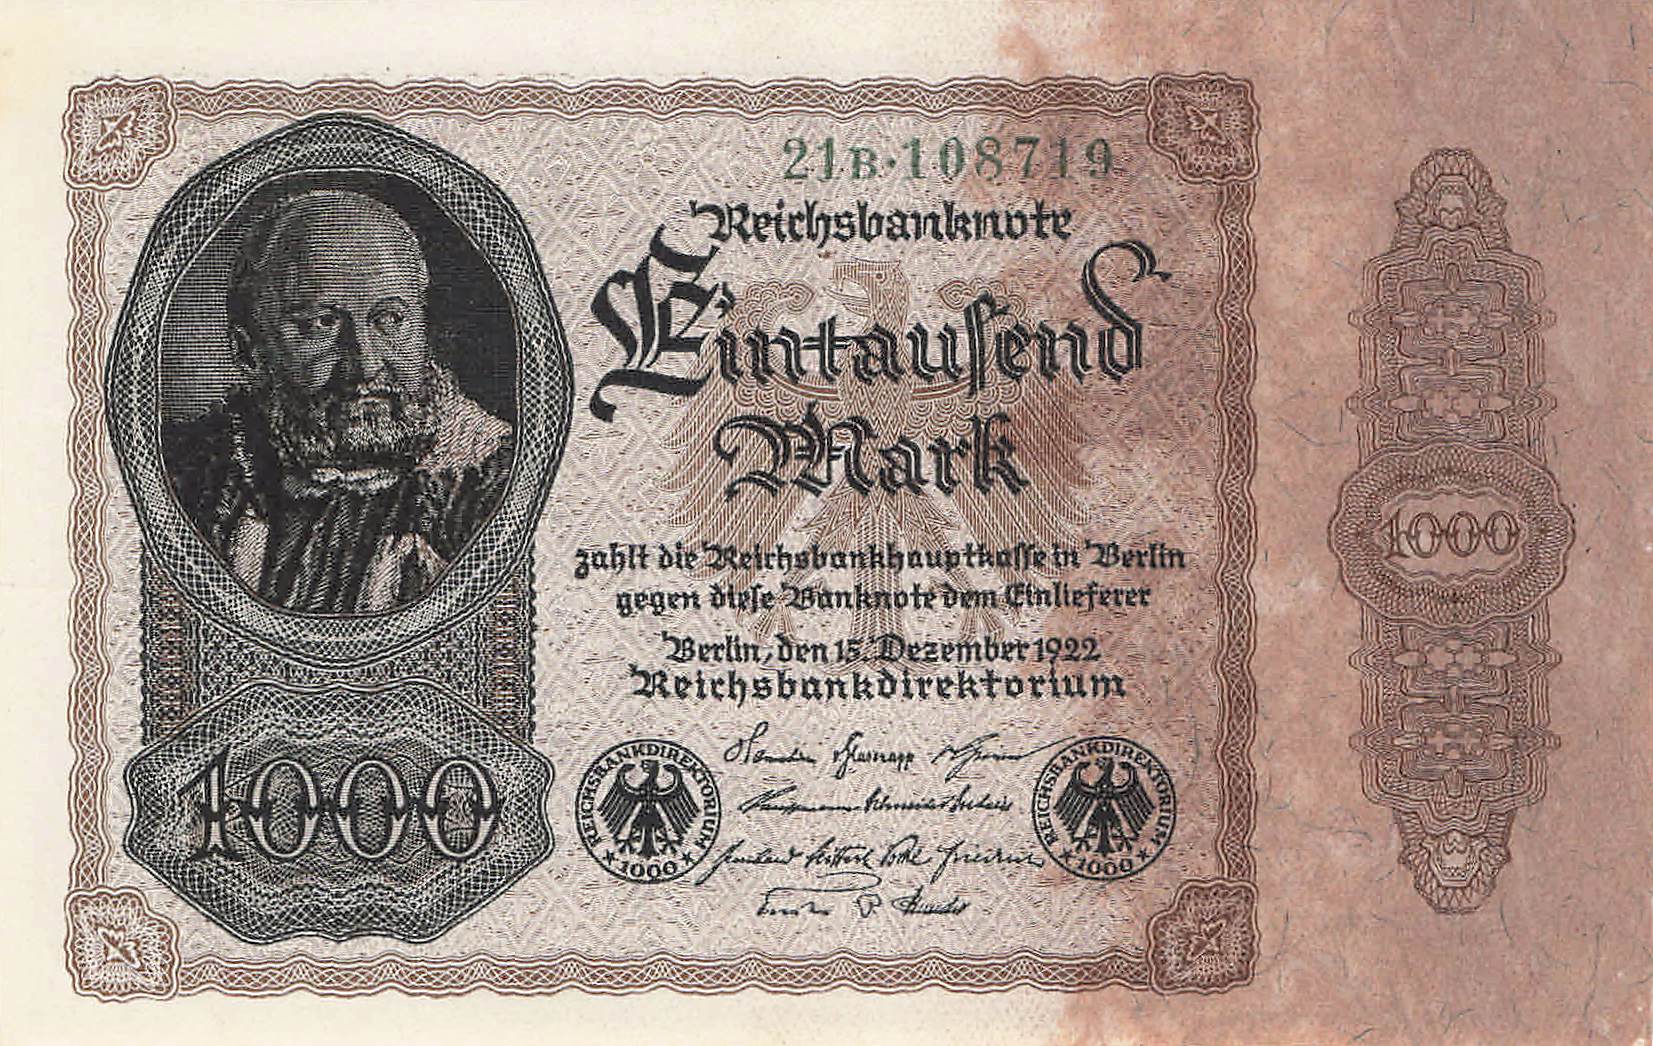 21B·108719
Reichsbanknote
Eintauſend
Mark
zahlt die Reichsbankhauptkaſſe in Berlin
gegen dieſe Banknote dem Einlieferer
Berlin, den 15. Dezember 1922
Reichsbankdirektorium
1000
1000
REICHSBANKDIREKTORIUM
1000
REICHSBANKDIREKTORIUM
1000